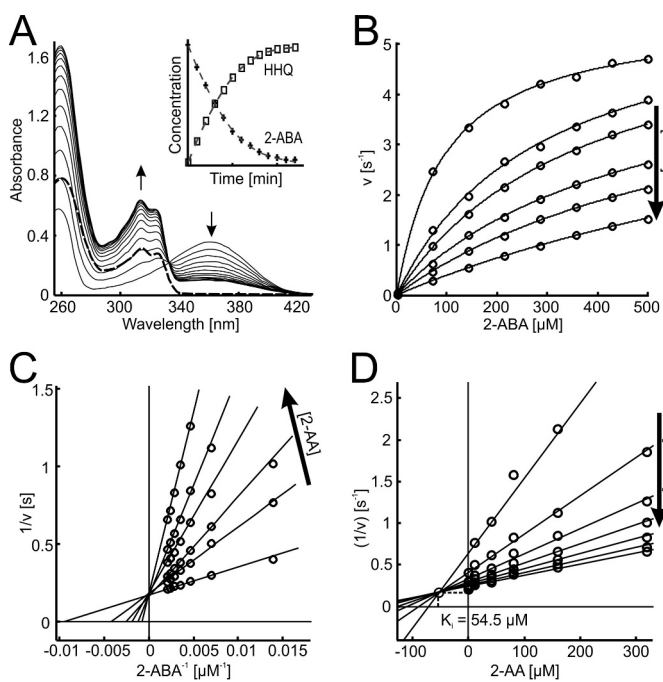 A
1.6
1.2
0.8
0.4
0
Absorbance
260
300
340
380
420
Wavelength [nm]
Concentration
HHQ
2-ABA
Time [min]
B
5
4
3
2
1
0
v [s-1]
0
100
200
300
400
500
2-ABA [µM]
C
1.5
1
0.5
0
1/v [s]
[2-AA]
-0.01
-0.005
0
0.005
0.01
0.015
2-ABA-1 [µM-1]
D
2.5
2
1.5
1
0.5
0
(1/v) [s-1]
Ki = 54.5 µM
-100
0
100
200
300
2-AA [µM]